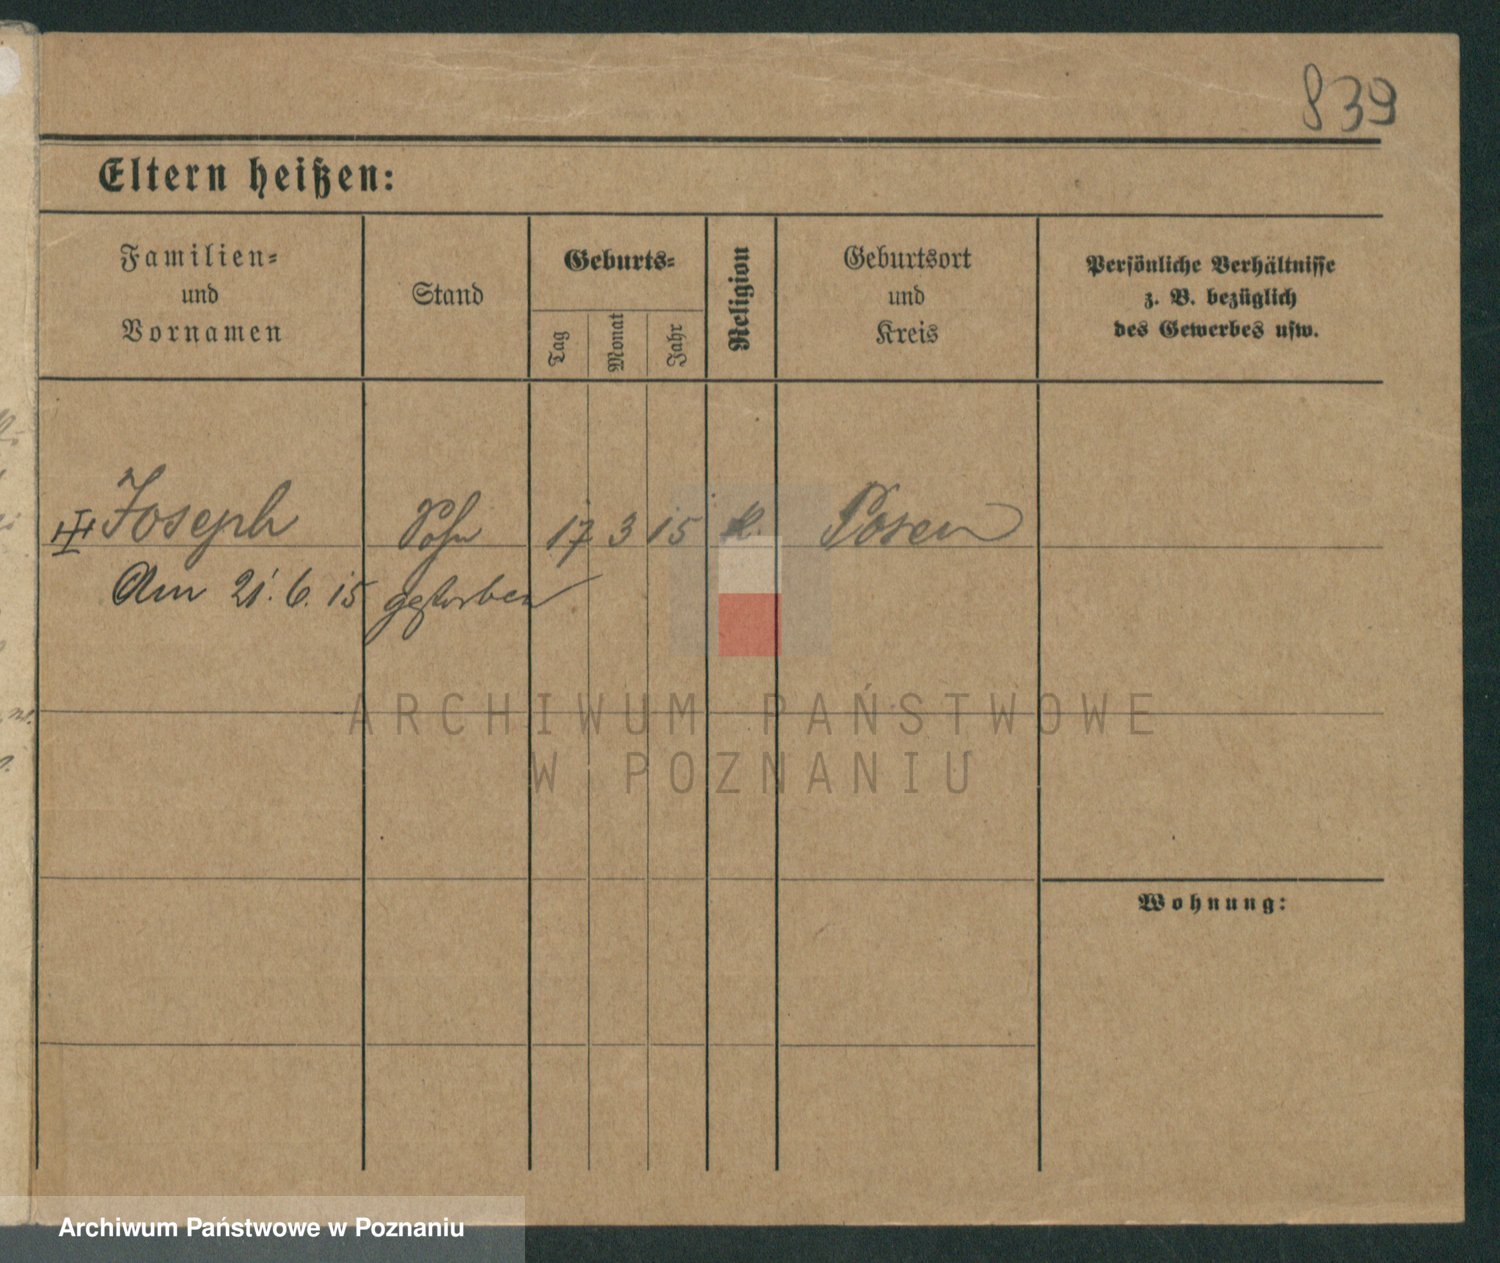 839
Eltern heißen:
Familien-
und
Vornamen
Stand
Geburts-
Tag
Monat
Jahr
Religion
Geburtsort
und
Kreis
Persönliche Verhältnisse
z. B. bezüglich
des Gewerbes usw.
Joseph Sohn 17 3 15 k. Posen
Am 21. 6. 15 gestorben
ARCHIWUM PAŃSTWOWE
W POZNANIU
Wohnung:
Archiwum Państwowe w Poznaniu